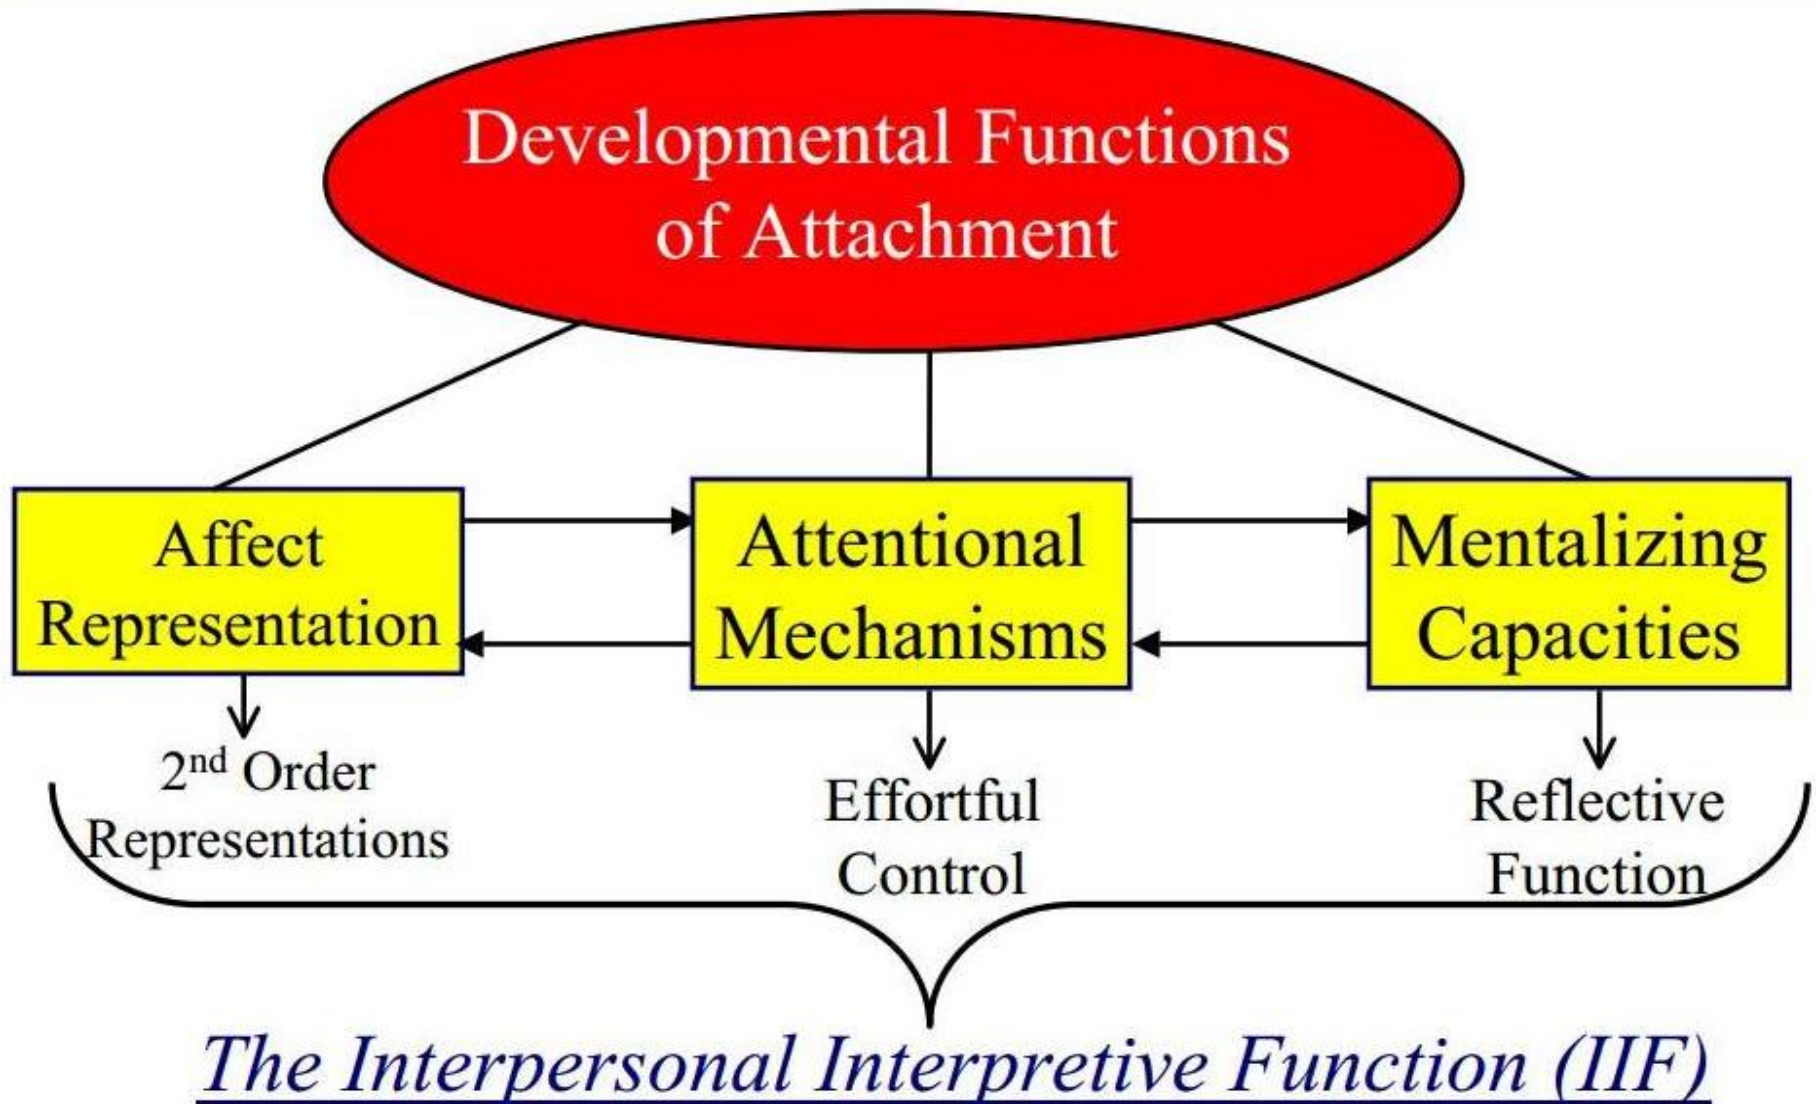 Developmental Functions
of Attachment
Affect
Representation
Attentional
Mechanisms
Mentalizing
Capacities
2nd Order
Representations
Effortful
Control
Reflective
Function
The Interpersonal Interpretive Function (IIF)